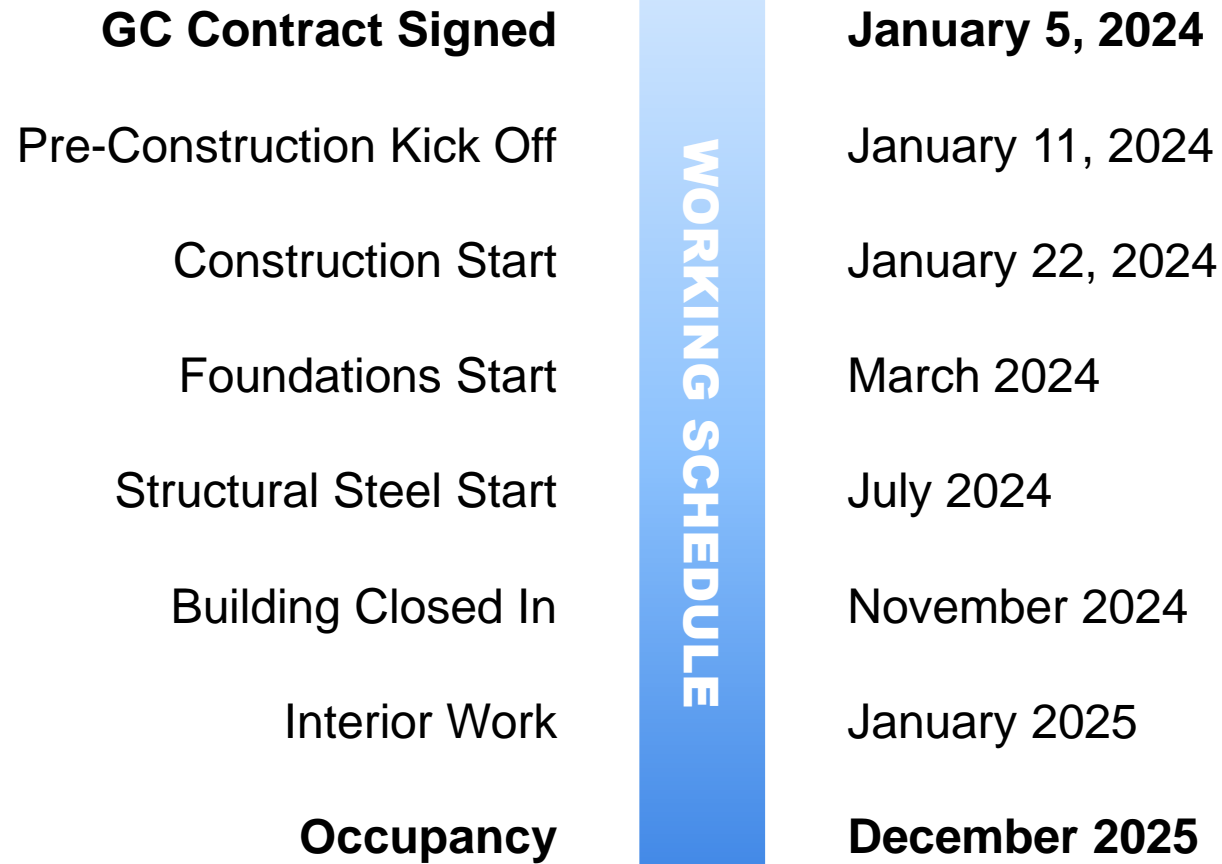 GC Contract Signed January 5, 2024
Pre-Construction Kick Off January 11, 2024
Construction Start January 22, 2024
Foundations Start March 2024
Structural Steel Start July 2024
Building Closed In November 2024
Interior Work January 2025
Occupancy December 2025
WORKING SCHEDULE